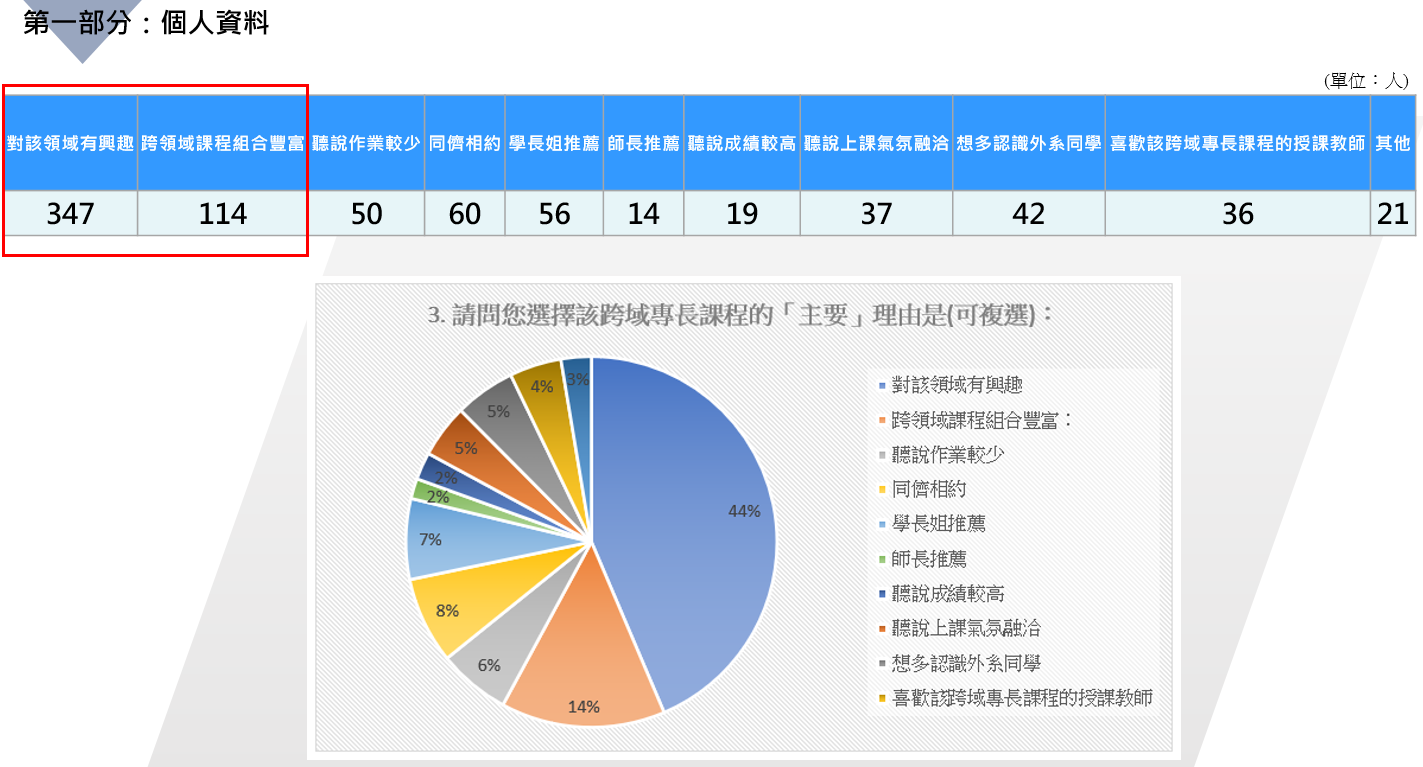 第一部分：個人資料
(單位：人)
對該領域有興趣 跨領域課程組合豐富 聽說作業較少 同儕相約 學長姐推薦 師長推薦 聽說成績較高 聽說上課氣氛融洽 想多認識外系同學 喜歡該跨域專長課程的授課教師 其他
347 114 50 60 56 14 19 37 42 36 21
3. 請問您選擇該跨域專長課程的「主要」理由是(可複選)：
44%
14%
6%
8%
7%
2%
2%
5%
5%
4%
3%
對該領域有興趣
跨領域課程組合豐富：
聽說作業較少
同儕相約
學長姐推薦
師長推薦
聽說成績較高
聽說上課氣氛融洽
想多認識外系同學
喜歡該跨域專長課程的授課教師